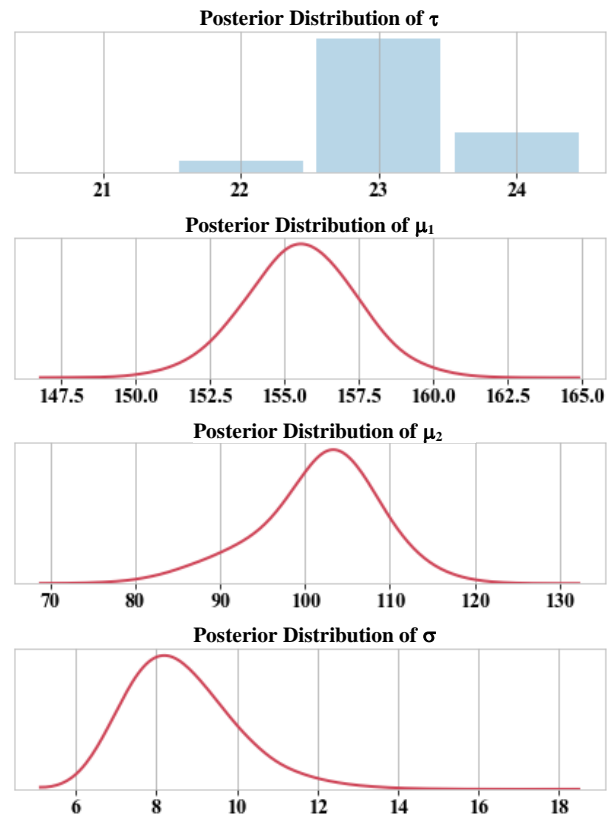 Posterior Distribution of τ
21 22 23 24
Posterior Distribution of μ₁
147.5 150.0 152.5 155.0 157.5 160.0 162.5 165.0
Posterior Distribution of μ₂
70 80 90 100 110 120 130
Posterior Distribution of σ
6 8 10 12 14 16 18